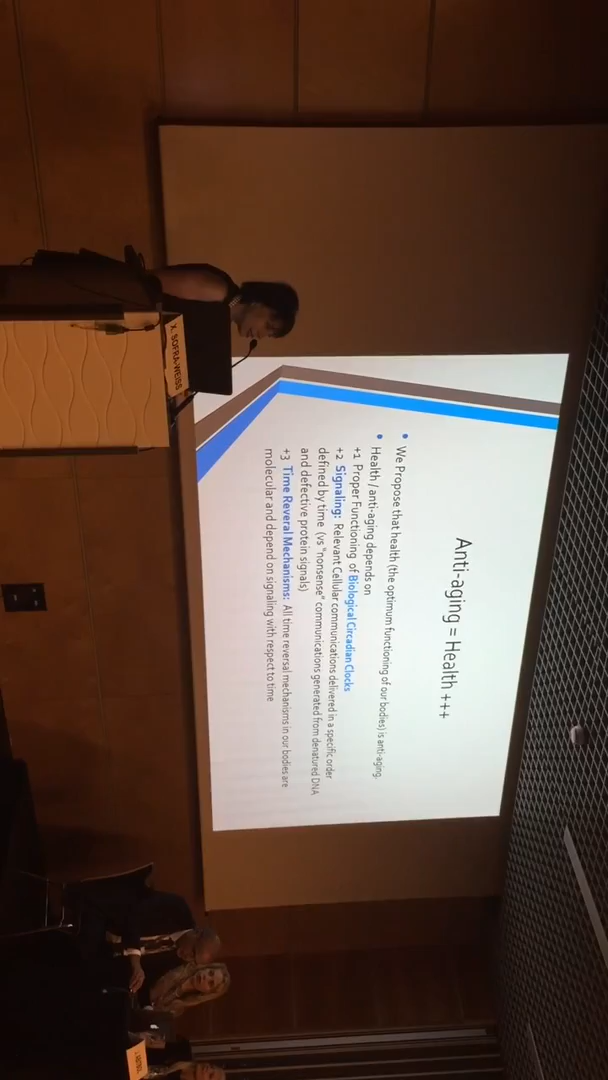 Anti-aging = Health +++
• We Propose that health (the optimum functioning of our bodies) is anti-aging.
• Health / anti-aging depends on
+1 Proper Functioning of Biological Circadian Clocks
+2 Signaling: Relevant Cellular communications delivered in a specific order
defined by time (vs "nonsense" communications generated from denatured DNA
and defective protein signals)
+3 Time Reveral Mechanisms: All time reversal mechanisms in our bodies are
molecular and depend on signaling with respect to time
X. SOFRA-WEISS